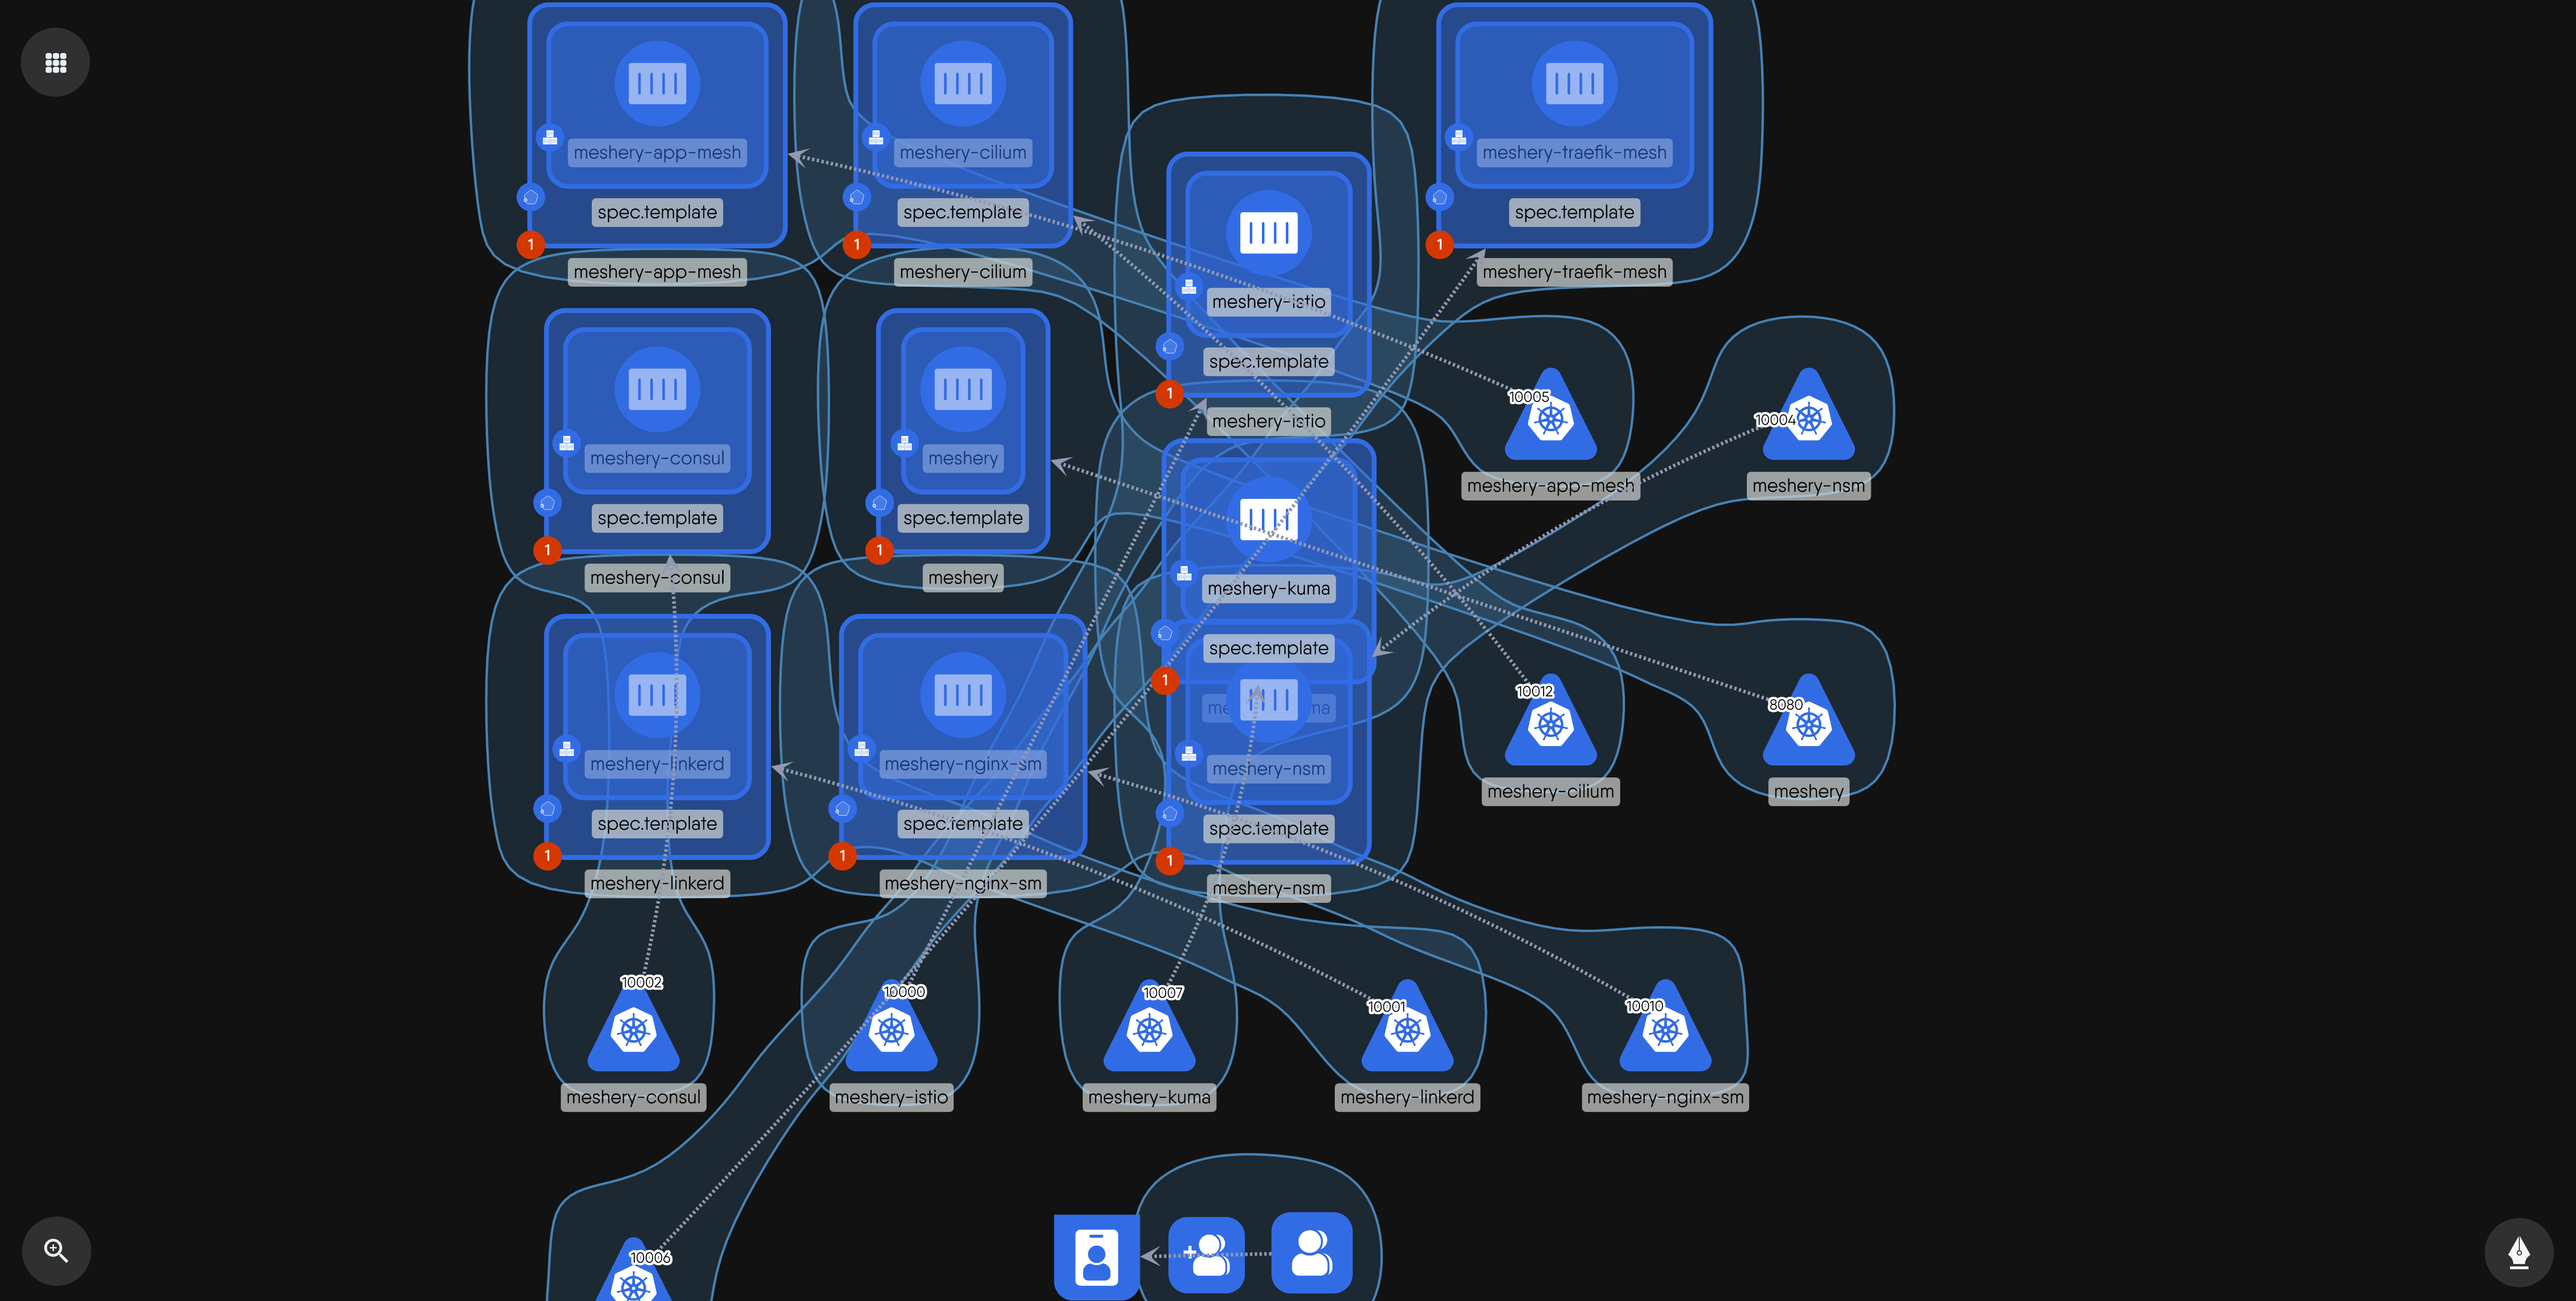 meshery-app-mesh
spec.template
1
meshery-app-mesh
meshery-cilium
spec.template
1
meshery-cilium
meshery-istio
spec.template
1
meshery-istio
meshery-traefik-mesh
spec.template
1
meshery-traefik-mesh
meshery-consul
spec.template
1
meshery-consul
meshery
spec.template
1
meshery
meshery-kuma
spec.template
1
10005
meshery-app-mesh
10004
meshery-nsm
meshery-linkerd
spec.template
1
meshery-linkerd
meshery-nginx-sm
spec.template
1
meshery-nginx-sm
meshery-nsm
spec.template
1
meshery-nsm
10012
meshery-cilium
8080
meshery
10002
meshery-consul
10000
meshery-istio
10007
meshery-kuma
10001
meshery-linkerd
10010
meshery-nginx-sm
10006